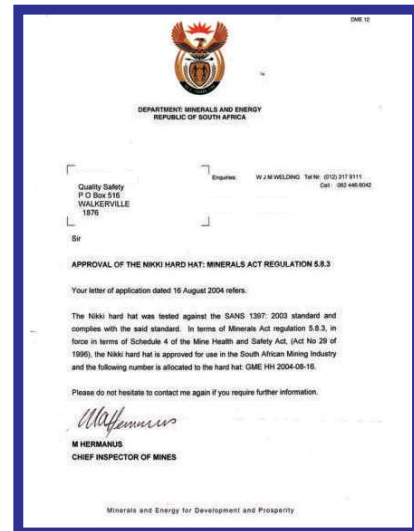 DME 12
DEPARTMENT: MINERALS AND ENERGY
REPUBLIC OF SOUTH AFRICA
Enquiries: W J M WELDING Tel Nr: (012) 317 9111
Cell: 082 446 6042
Quality Safety
P O Box 516
WALKERVILLE
1876
Sir
APPROVAL OF THE NIKKI HARD HAT: MINERALS ACT REGULATION 5.8.3
Your letter of application dated 16 August 2004 refers.
The Nikki hard hat was tested against the SANS 1397: 2003 standard and
complies with the said standard. In terms of Minerals Act regulation 5.8.3, in
force in terms of Schedule 4 of the Mine Health and Safety Act, (Act No 29 of
1996), the Nikki hard hat is approved for use in the South African Mining Industry
and the following number is allocated to the hard hat: GME HH 2004-08-16.
Please do not hesitate to contact me again if you require further information.
M HERMANUS
CHIEF INSPECTOR OF MINES
Minerals and Energy for Development and Prosperity